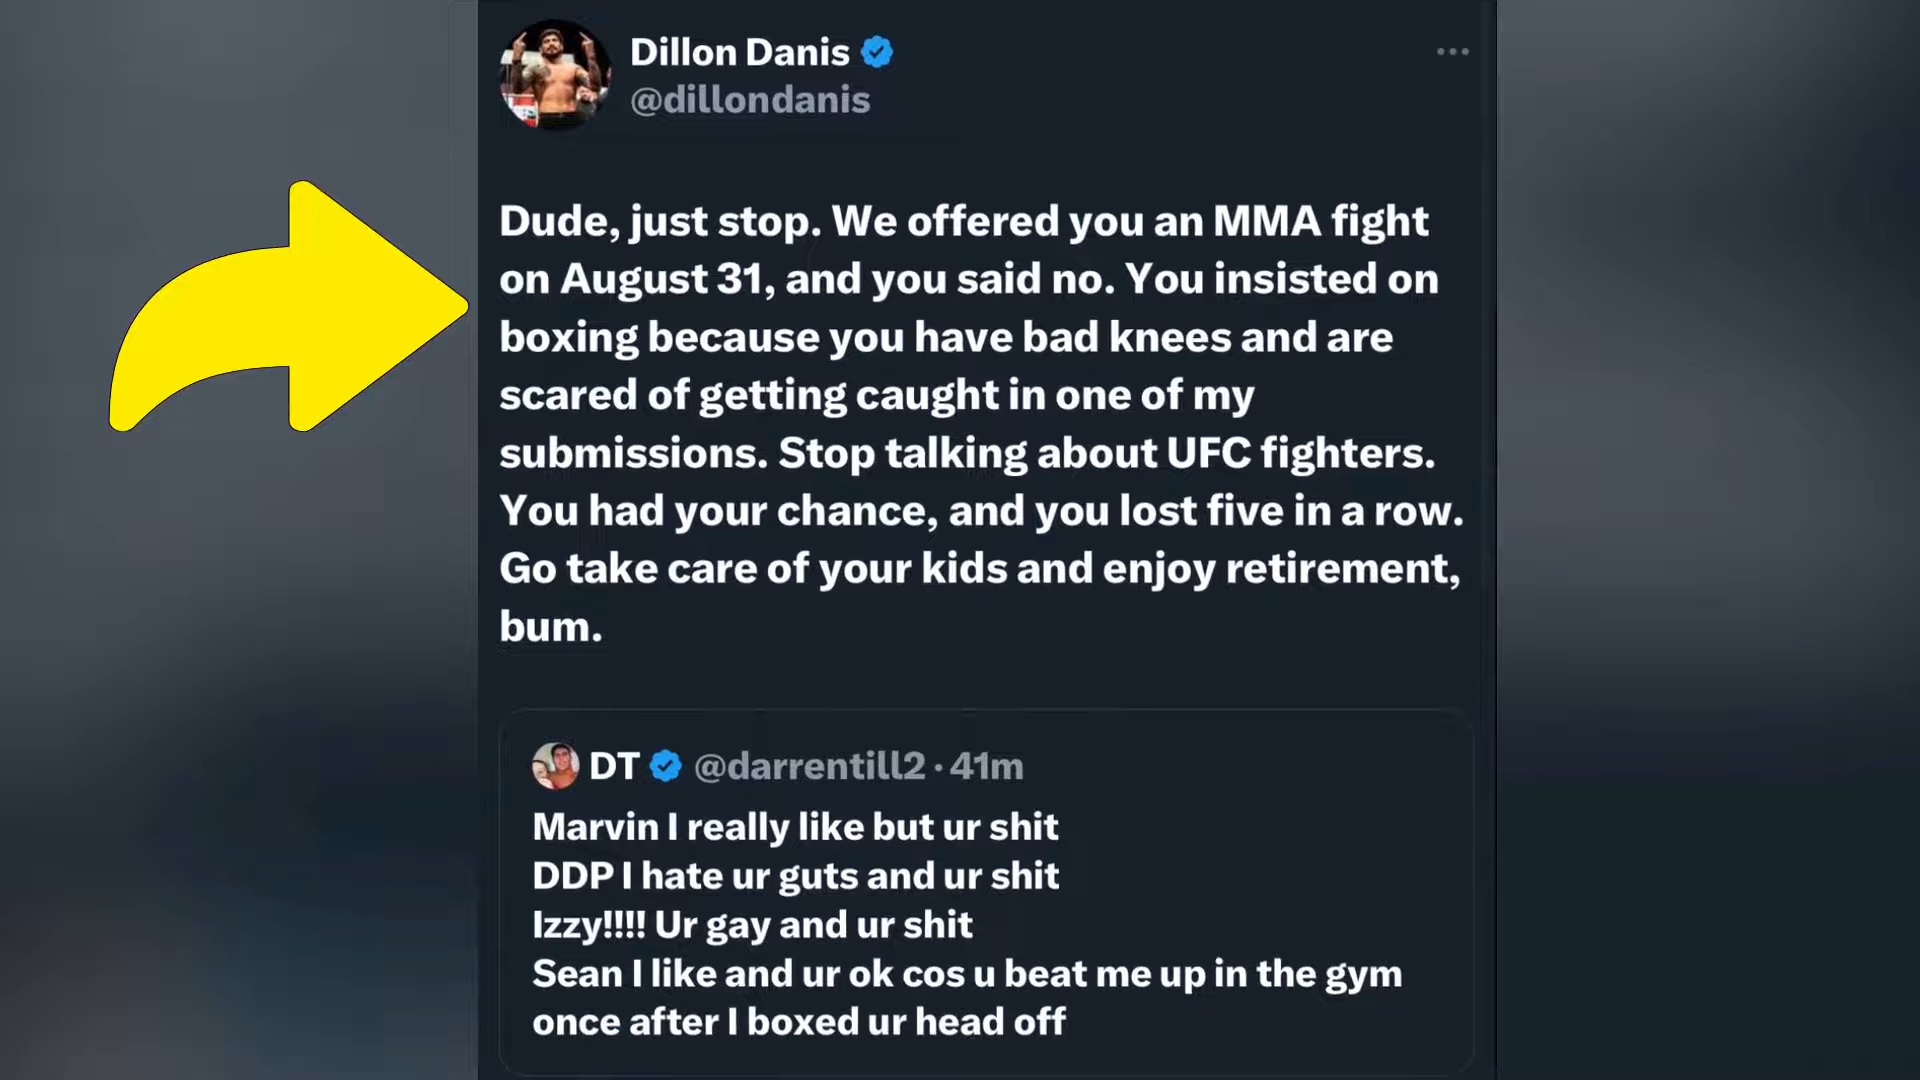 Dillon Danis
@dillondanis
Dude, just stop. We offered you an MMA fight
on August 31, and you said no. You insisted on
boxing because you have bad knees and are
scared of getting caught in one of my
submissions. Stop talking about UFC fighters.
You had your chance, and you lost five in a row.
Go take care of your kids and enjoy retirement,
bum.
DT @darrentill2 · 41m
Marvin I really like but ur shit
DDP I hate ur guts and ur shit
Izzy!!!! Ur gay and ur shit
Sean I like and ur ok cos u beat me up in the gym
once after I boxed ur head off